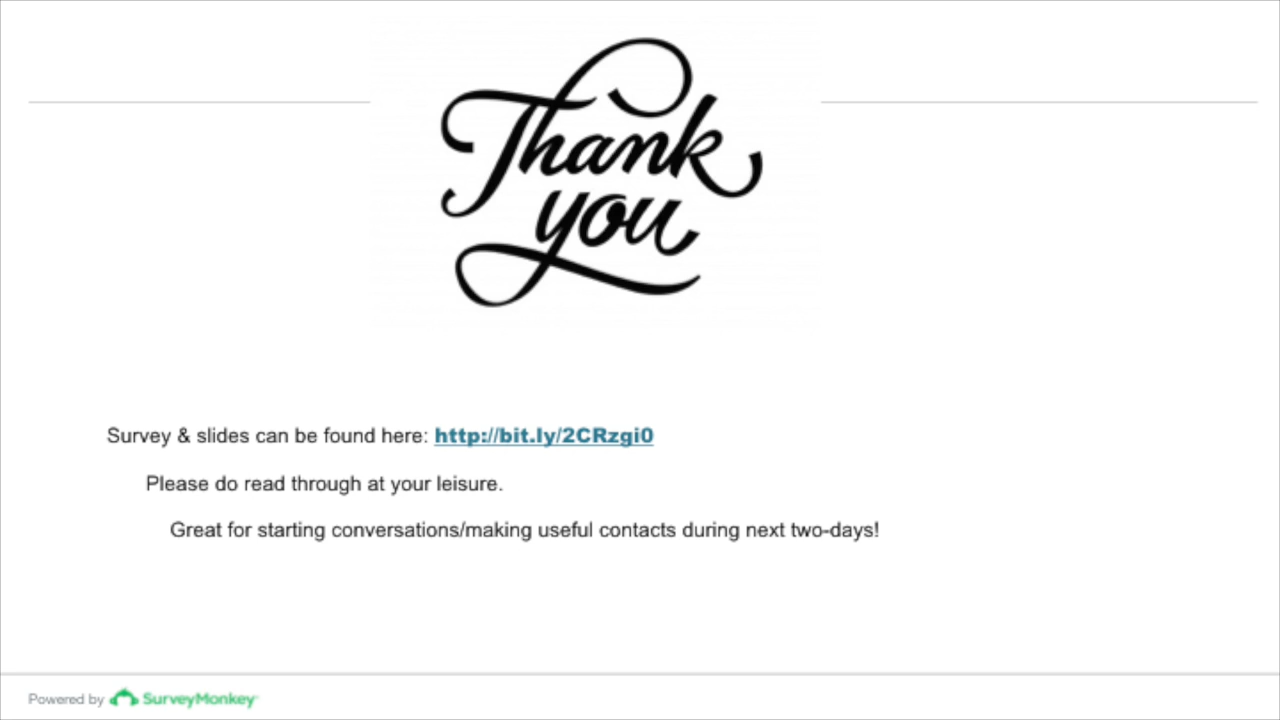 Thank
you
Survey & slides can be found here: http://bit.ly/2CRzgi0
Please do read through at your leisure.
Great for starting conversations/making useful contacts during next two-days!
Powered by SurveyMonkey